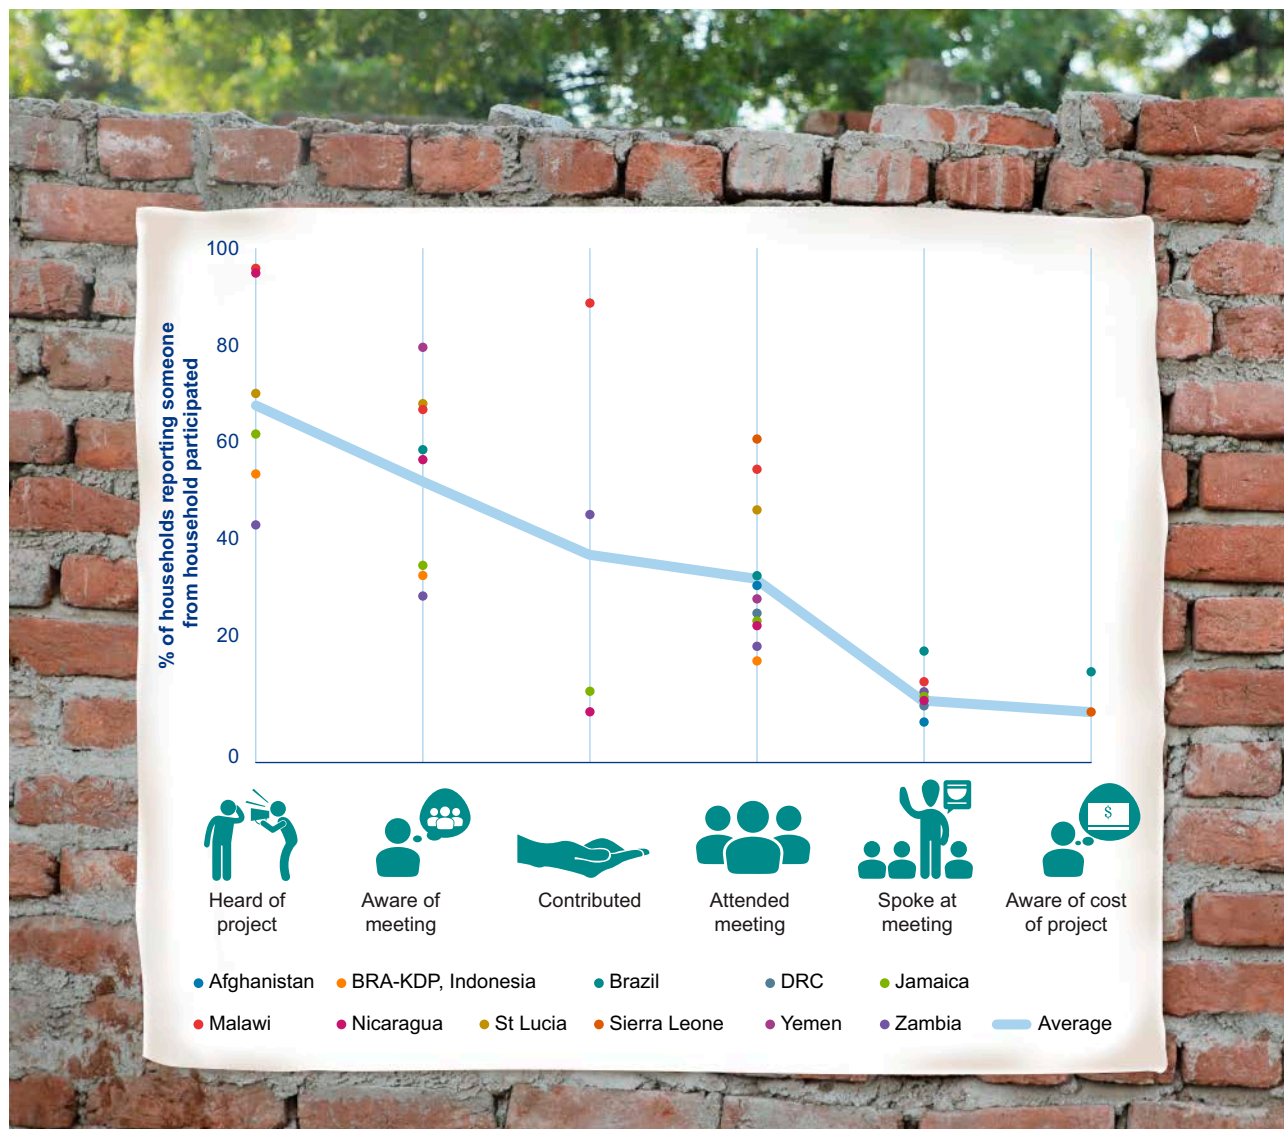 % of households reporting someone
from household participated
100
80
60
40
20
0
$
Heard of
project
Aware of
meeting
Contributed
Attended
meeting
Spoke at
meeting
Aware of cost
of project
Afghanistan
BRA-KDP, Indonesia
Brazil
DRC
Jamaica
Malawi
Nicaragua
St Lucia
Sierra Leone
Yemen
Zambia
Average